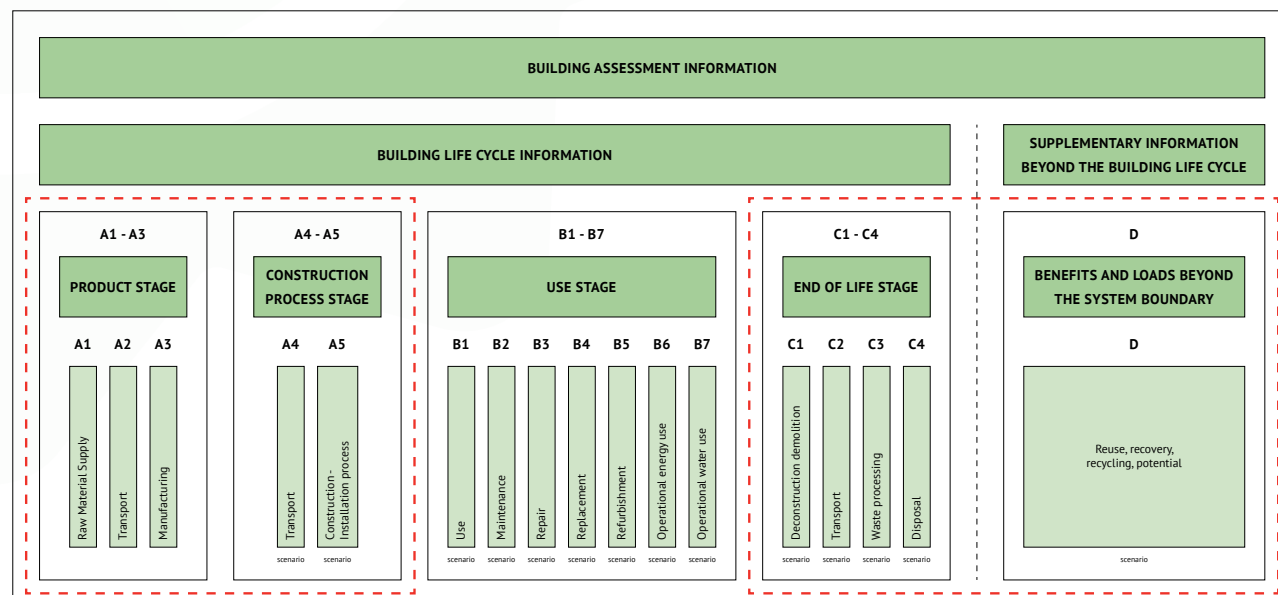 BUILDING ASSESSMENT INFORMATION
BUILDING LIFE CYCLE INFORMATION
SUPPLEMENTARY INFORMATION
BEYOND THE BUILDING LIFE CYCLE
A1 - A3
PRODUCT STAGE
A1 A2 A3
Raw Material Supply
Transport
Manufacturing
A4 - A5
CONSTRUCTION
PROCESS STAGE
A4 A5
Transport
Construction -
Installation process
scenario scenario
B1 - B7
USE STAGE
B1 B2 B3 B4 B5 B6 B7
Use
Maintenance
Repair
Replacement
Refurbishment
Operational energy use
Operational water use
scenario scenario scenario scenario scenario scenario scenario
C1 - C4
END OF LIFE STAGE
C1 C2 C3 C4
Deconstruction demolition
Transport
Waste processing
Disposal
scenario scenario scenario scenario
D
BENEFITS AND LOADS BEYOND
THE SYSTEM BOUNDARY
D
Reuse, recovery,
recycling, potential
scenario